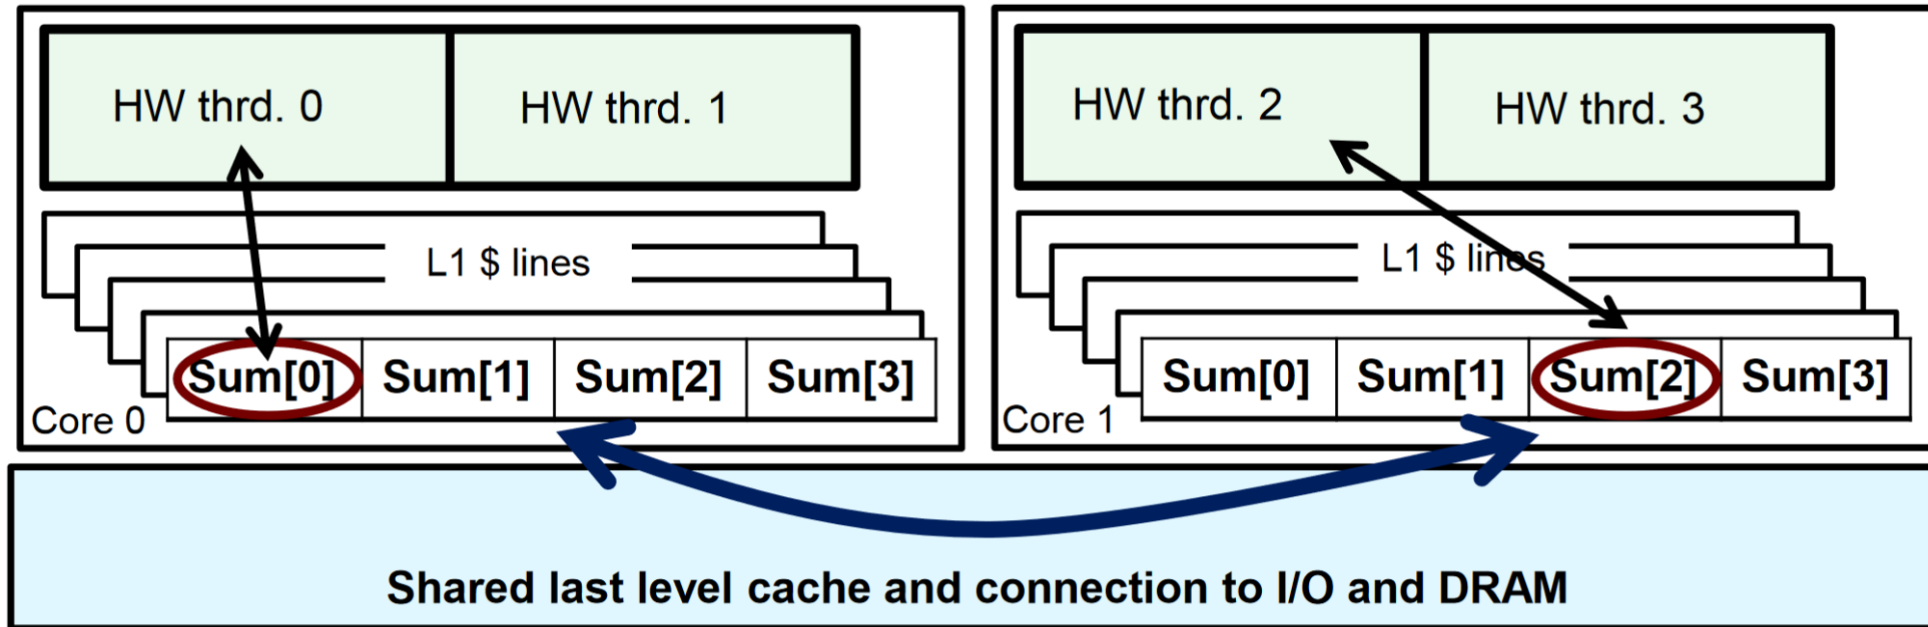 HW thrd. 0
HW thrd. 1
L1 $ lines
Sum[0] Sum[1] Sum[2] Sum[3]
Core 0
HW thrd. 2
HW thrd. 3
L1 $ lines
Sum[0] Sum[1] Sum[2] Sum[3]
Core 1
Shared last level cache and connection to I/O and DRAM